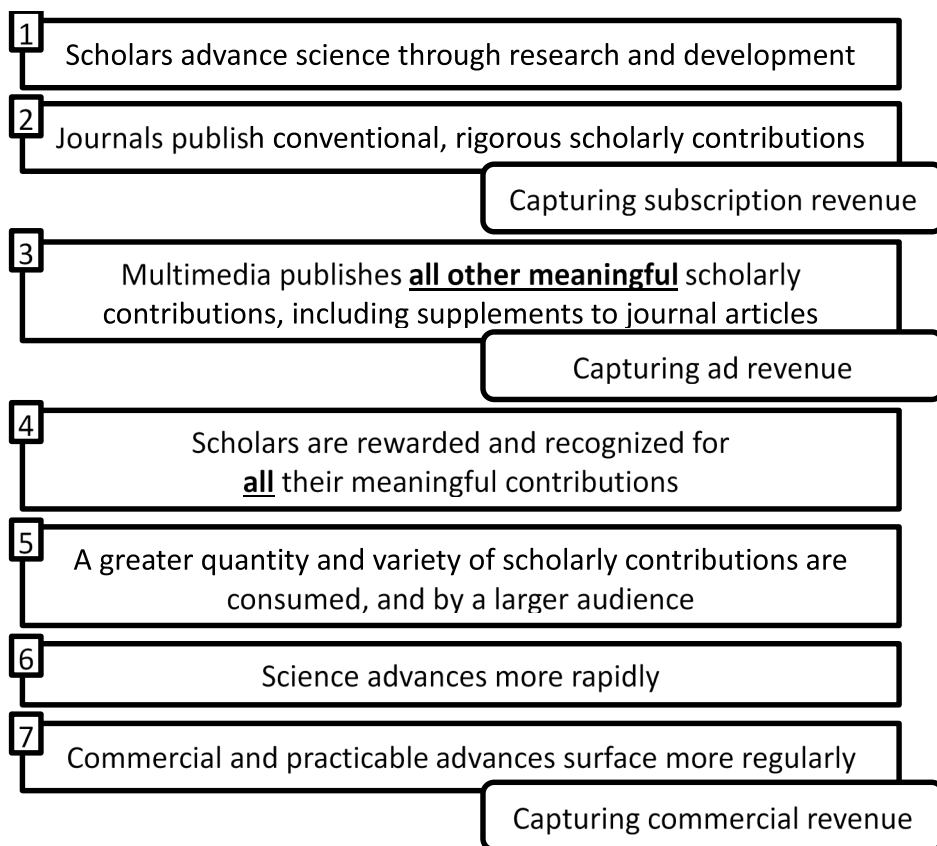 1
Scholars advance science through research and development
2
Journals publish conventional, rigorous scholarly contributions
Capturing subscription revenue
3
Multimedia publishes all other meaningful scholarly
contributions, including supplements to journal articles
Capturing ad revenue
4
Scholars are rewarded and recognized for
all their meaningful contributions
5
A greater quantity and variety of scholarly contributions are
consumed, and by a larger audience
6
Science advances more rapidly
7
Commercial and practicable advances surface more regularly
Capturing commercial revenue